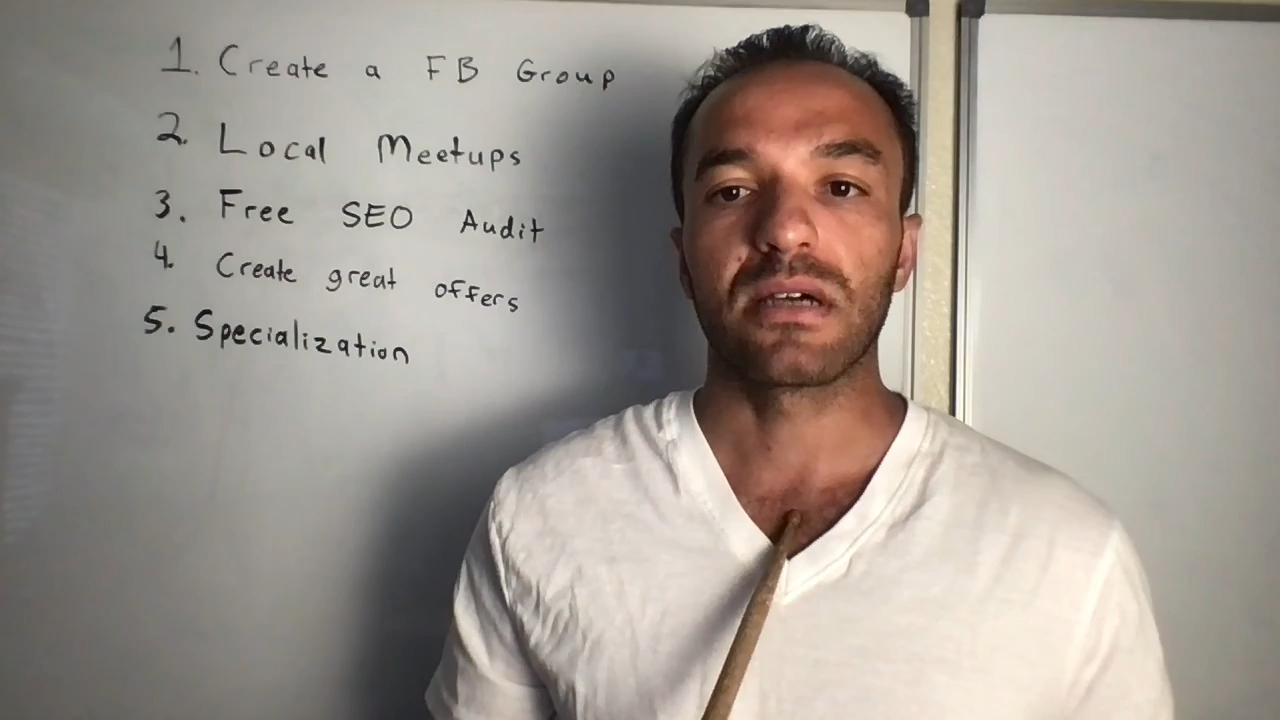 1. Create a FB Group
2. Local Meetups
3. Free SEO Audit
4. Create great offers
5. Specialization